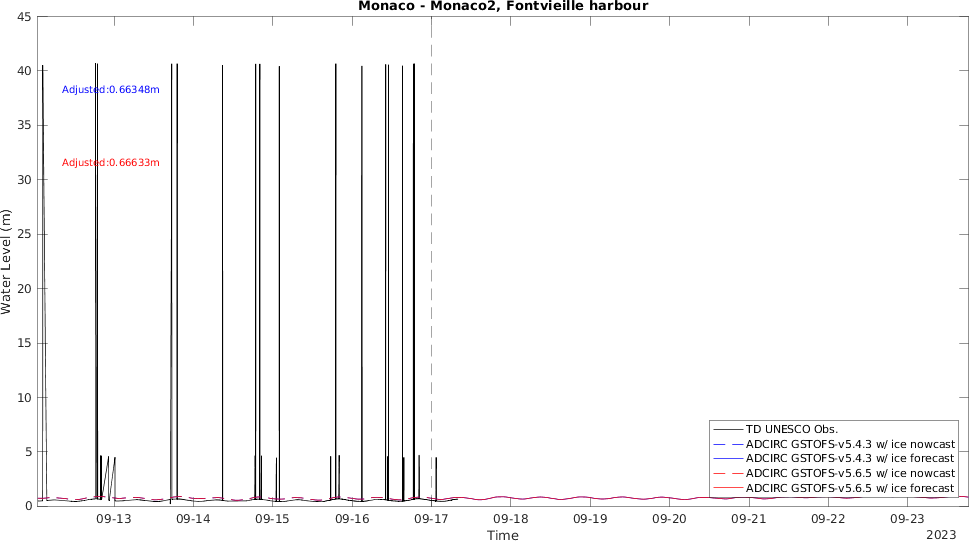 Monaco - Monaco2, Fontvieille harbour
45
40
35
30
25
20
15
10
5
0
Water Level (m)
Adjusted:0.66348m
Adjusted:0.66633m
TD UNESCO Obs.
ADCIRC GSTOFS-v5.4.3 w/ ice nowcast
ADCIRC GSTOFS-v5.4.3 w/ ice forecast
ADCIRC GSTOFS-v5.6.5 w/ ice nowcast
ADCIRC GSTOFS-v5.6.5 w/ ice forecast
09-13 09-14 09-15 09-16 09-17 09-18 09-19 09-20 09-21 09-22 09-23
Time
2023